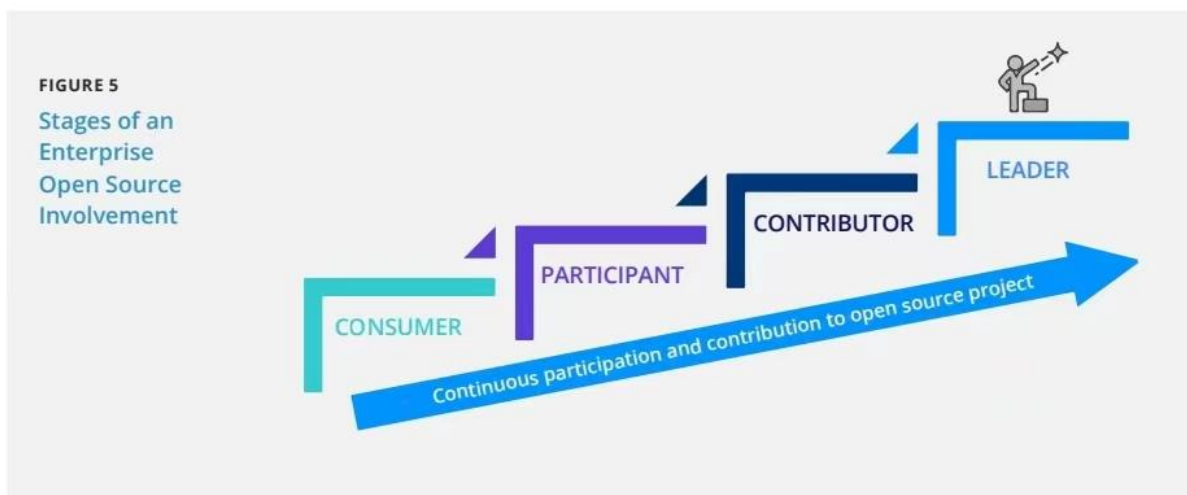 FIGURE 5
Stages of an
Enterprise
Open Source
Involvement
CONSUMER
PARTICIPANT
CONTRIBUTOR
LEADER
Continuous participation and contribution to open source project